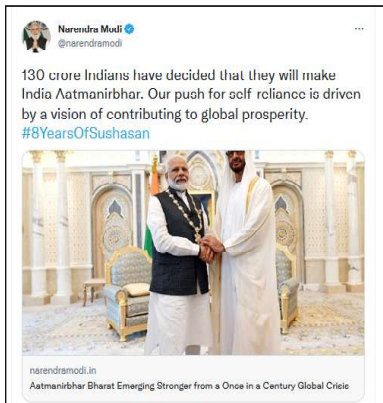 Narendra Modi
@narendramodi
130 crore Indians have decided that they will make
India Aatmanirbhar. Our push for self reliance is driven
by a vision of contributing to global prosperity.
#8YearsOfSushasan
narendramodi.in
Aatmanirbhar Bharat Emerging Stronger from a Once in a Century Global Crisis